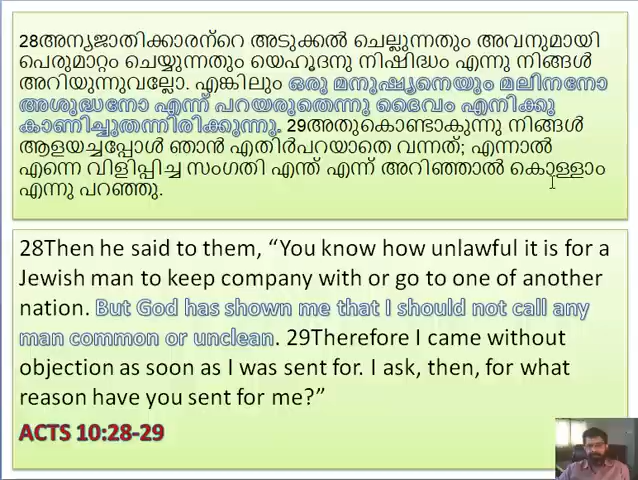 28അന്യജാതിക്കാരന്റെ അടുക്കൽ ചെല്ലുന്നതും അവനുമായി
പെരുമാറ്റം ചെയ്യുന്നതും യെഹൂദനു നിഷിദ്ധം എന്നു നിങ്ങൾ
അറിയുന്നുവല്ലോ. എങ്കിലും ഒരു മനുഷ്യനെയും മലിനനോ
അശുദ്ധനോ എന്ന് പറയരുതെന്നു ദൈവം എനിക്കു
കാണിച്ചുതന്നിരിക്കുന്നു. 29അതുകൊണ്ടാകുന്നു നിങ്ങൾ
ആളയച്ചപ്പോൾ ഞാൻ എതിർപറയാതെ വന്നത്; എന്നാൽ
എന്നെ വിളിപ്പിച്ച സംഗതി എന്ത് എന്ന് അറിഞ്ഞാൽ കൊള്ളാം
എന്നു പറഞ്ഞു.
28Then he said to them, “You know how unlawful it is for a
Jewish man to keep company with or go to one of another
nation. But God has shown me that I should not call any
man common or unclean. 29Therefore I came without
objection as soon as I was sent for. I ask, then, for what
reason have you sent for me?”
ACTS 10:28-29